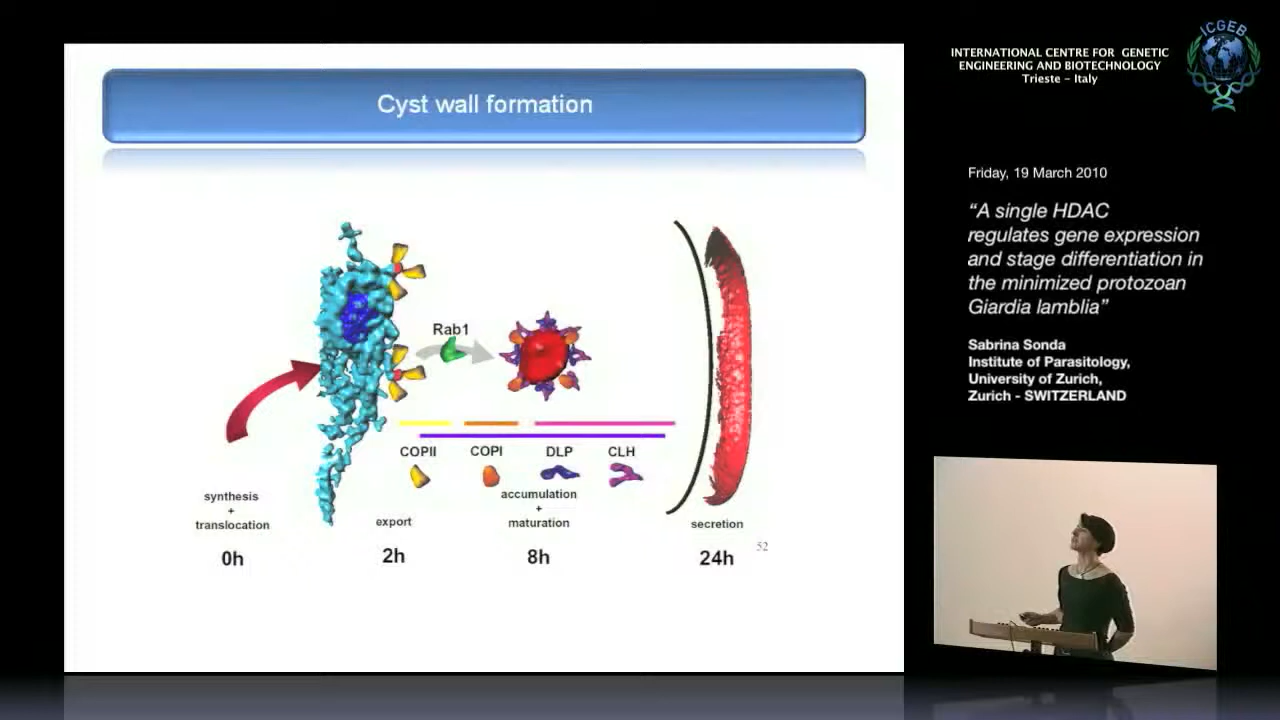 Cyst wall formation
Rab1
COPII COPI DLP CLH
synthesis
+
translocation
export
accumulation
+
maturation
secretion
0h 2h 8h 24h
52
INTERNATIONAL CENTRE FOR GENETIC
ENGINEERING AND BIOTECHNOLOGY
Trieste – Italy
ICGEB
Friday, 19 March 2010
“A single HDAC
regulates gene expression
and stage differentiation in
the minimized protozoan
Giardia lamblia”
Sabrina Sonda
Institute of Parasitology,
University of Zurich,
Zurich - SWITZERLAND